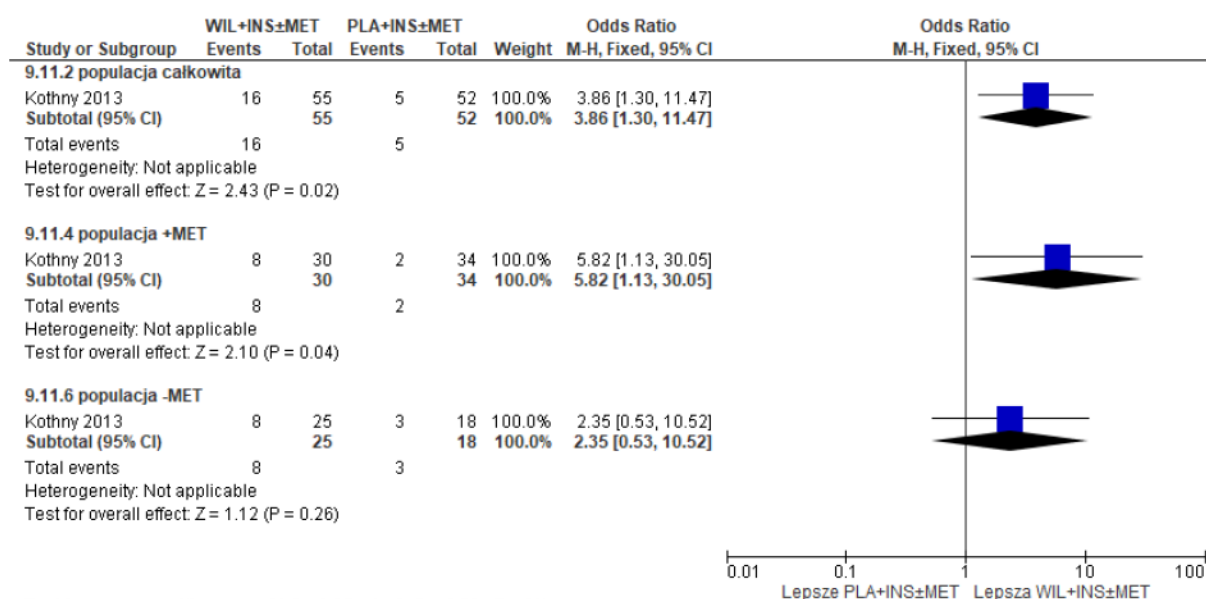 WIL+INS±MET PLA+INS±MET Odds Ratio Odds Ratio
Study or Subgroup Events Total Events Total Weight M-H, Fixed, 95% CI M-H, Fixed, 95% CI
9.11.2 populacja całkowita
Kothny 2013 16 55 5 52 100.0% 3.86 [1.30, 11.47]
Subtotal (95% CI) 55 52 100.0% 3.86 [1.30, 11.47]
Total events 16 5
Heterogeneity: Not applicable
Test for overall effect: Z = 2.43 (P = 0.02)
9.11.4 populacja +MET
Kothny 2013 8 30 2 34 100.0% 5.82 [1.13, 30.05]
Subtotal (95% CI) 30 34 100.0% 5.82 [1.13, 30.05]
Total events 8 2
Heterogeneity: Not applicable
Test for overall effect: Z = 2.10 (P = 0.04)
9.11.6 populacja -MET
Kothny 2013 8 25 3 18 100.0% 2.35 [0.53, 10.52]
Subtotal (95% CI) 25 18 100.0% 2.35 [0.53, 10.52]
Total events 8 3
Heterogeneity: Not applicable
Test for overall effect: Z = 1.12 (P = 0.26)
0.01 0.1 1 10 100
Lepsze PLA+INS±MET Lepsza WIL+INS±MET